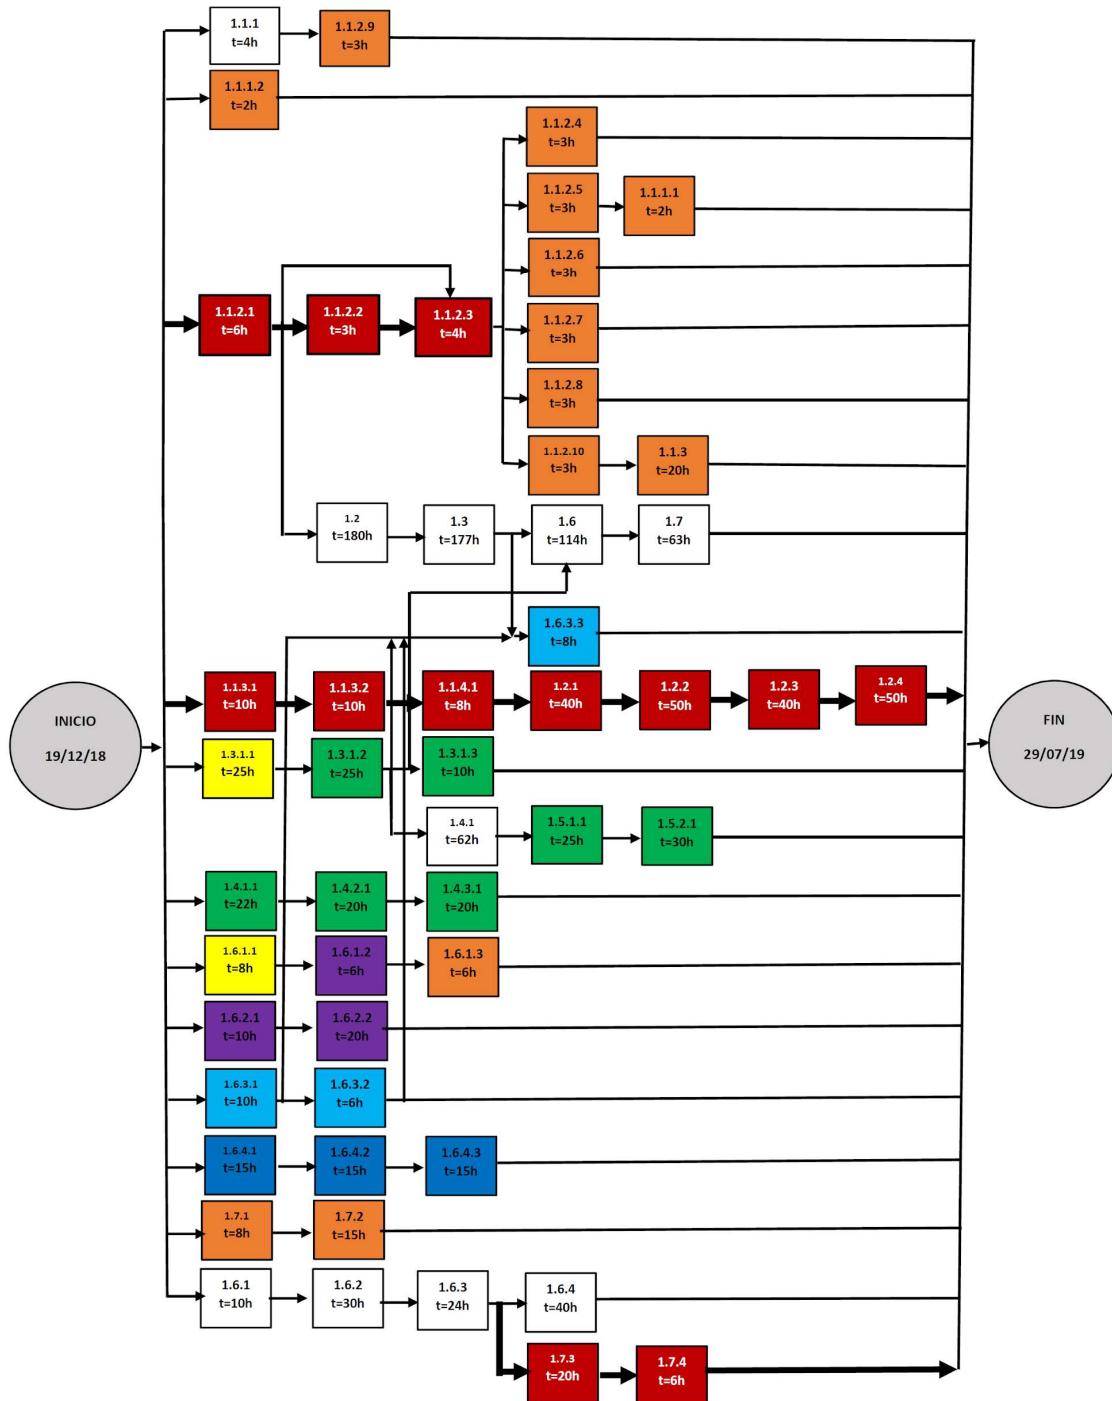 1.1.1
t=4h
1.1.2.9
t=3h
1.1.1.2
t=2h
1.1.2.4
t=3h
1.1.2.5
t=3h
1.1.1.1
t=2h
1.1.2.6
t=3h
1.1.2.1
t=6h
1.1.2.2
t=3h
1.1.2.3
t=4h
1.1.2.7
t=3h
1.1.2.8
t=3h
1.1.2.10
t=3h
1.1.3
t=20h
1.2
t=180h
1.3
t=177h
1.6
t=114h
1.7
t=63h
1.6.3.3
t=8h
INICIO
19/12/18
1.1.3.1
t=10h
1.1.3.2
t=10h
1.1.4.1
t=8h
1.2.1
t=40h
1.2.2
t=50h
1.2.3
t=40h
1.2.4
t=50h
FIN
29/07/19
1.3.1.1
t=25h
1.3.1.2
t=25h
1.3.1.3
t=10h
1.4.1
t=62h
1.5.1.1
t=25h
1.5.2.1
t=30h
1.4.1.1
t=22h
1.4.2.1
t=20h
1.4.3.1
t=20h
1.6.1.1
t=8h
1.6.1.2
t=6h
1.6.1.3
t=6h
1.6.2.1
t=10h
1.6.2.2
t=20h
1.6.3.1
t=10h
1.6.3.2
t=6h
1.6.4.1
t=15h
1.6.4.2
t=15h
1.6.4.3
t=15h
1.7.1
t=8h
1.7.2
t=15h
1.6.1
t=10h
1.6.2
t=30h
1.6.3
t=24h
1.6.4
t=40h
1.7.3
t=20h
1.7.4
t=6h